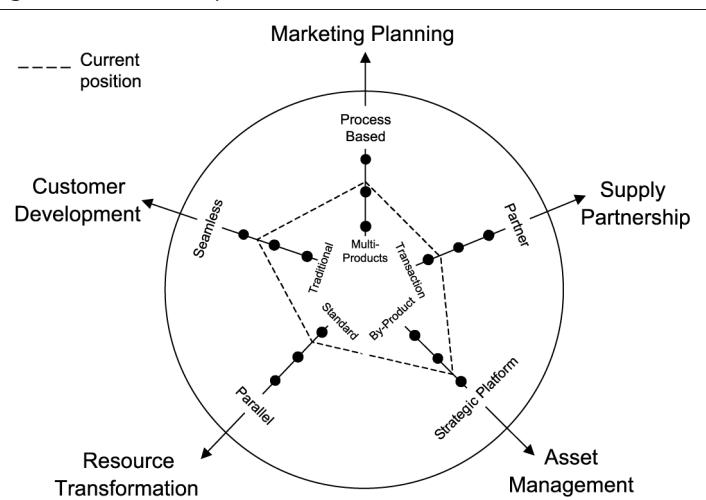 Marketing Planning
Current
position
Process
Based
Customer
Development
Seamless
Traditional
Multi-
Products
Transaction
Partner
Supply
Partnership
Standard
By-Product
Parallel
Strategic Platform
Resource
Transformation
Asset
Management